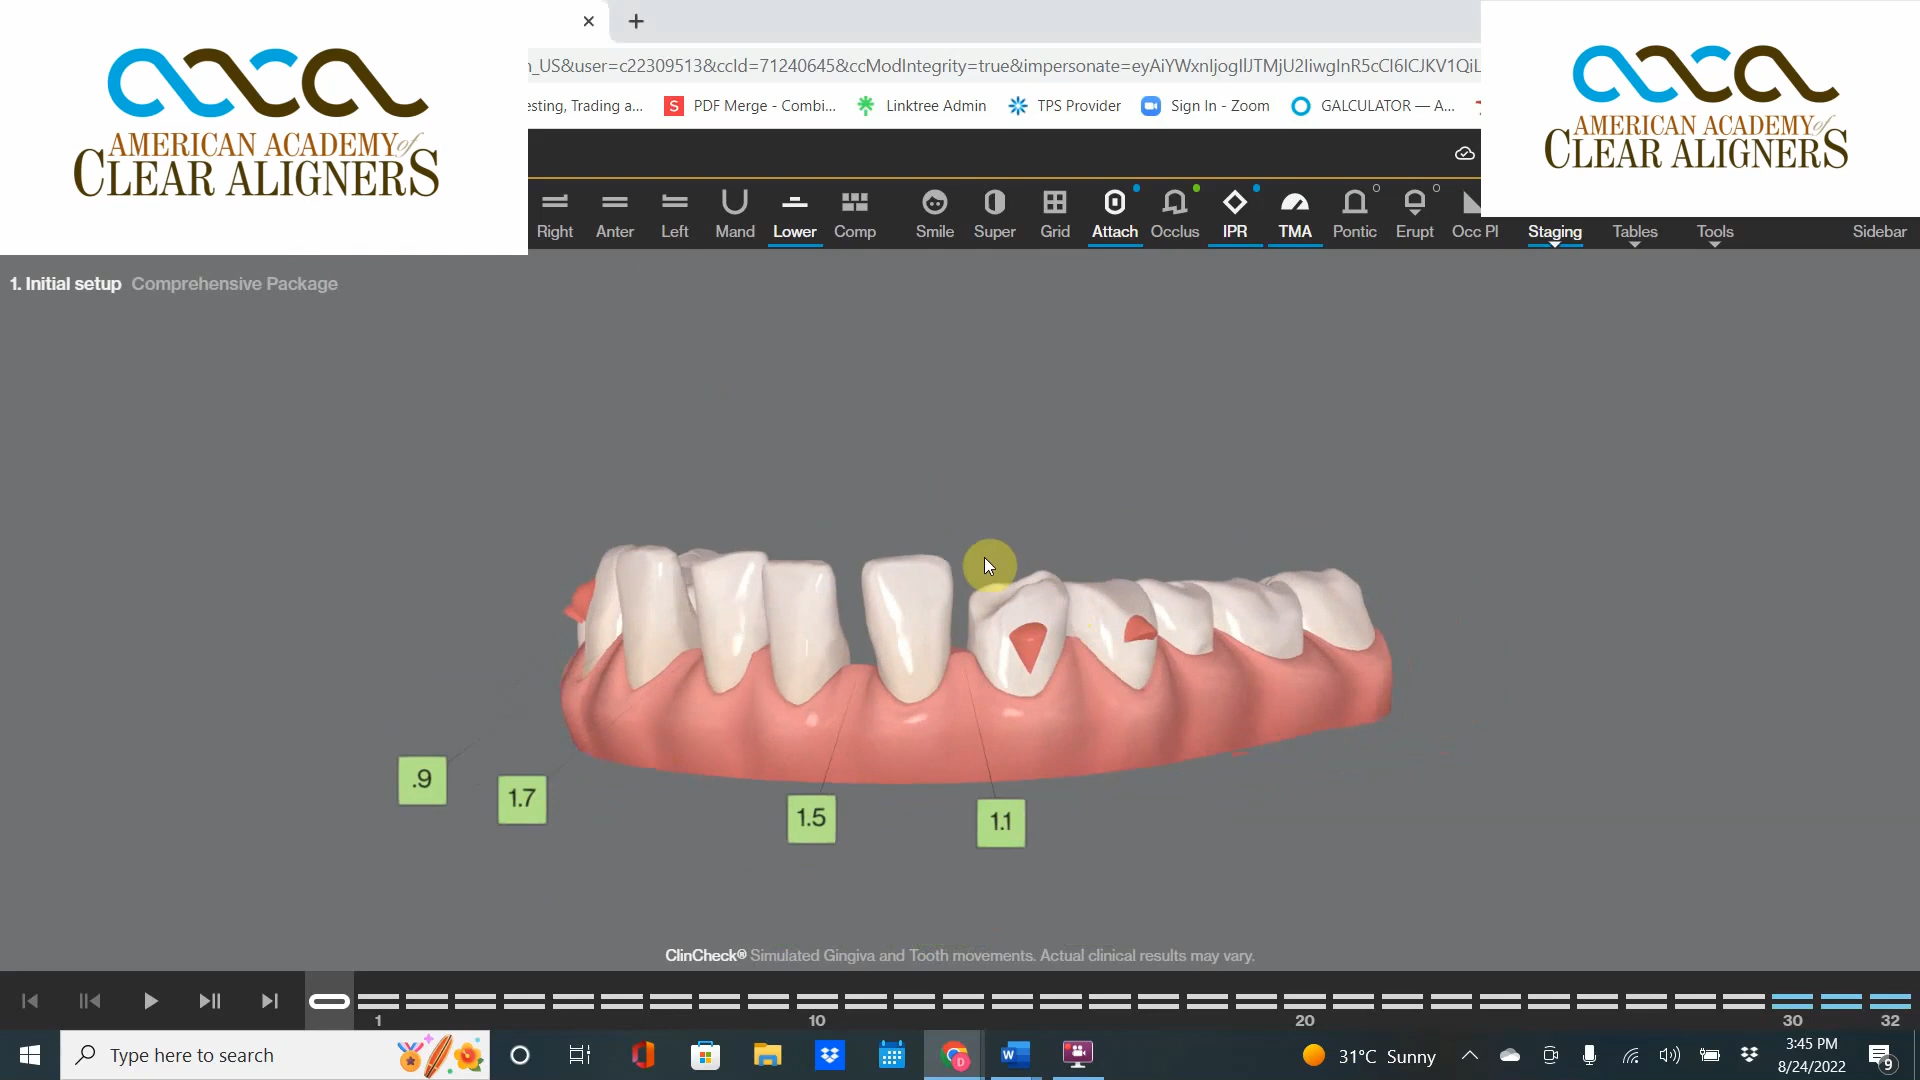 AMERICAN ACADEMY of
CLEAR ALIGNERS
_US&user=c22309513&ccId=71240645&ccModIntegrity=true&impersonate=
esting, Trading a...
PDF Merge - Combi...
Linktree Admin
TPS Provider
Sign In - Zoom
GALCULATOR — A...
AMERICAN ACADEMY of
CLEAR ALIGNERS
Right
Anter
Left
Mand
Lower
Comp
Smile
Super
Grid
Attach
Occlus
IPR
TMA
Pontic
Erupt
Occ Pl
Staging
Tables
Tools
Sidebar
1. Initial setup Comprehensive Package
.9
1.7
1.5
1.1
ClinCheck® Simulated Gingiva and Tooth movements. Actual clinical results may vary.
1
10
20
30
32
Type here to search
31°C Sunny
3:45 PM
8/24/2022
9